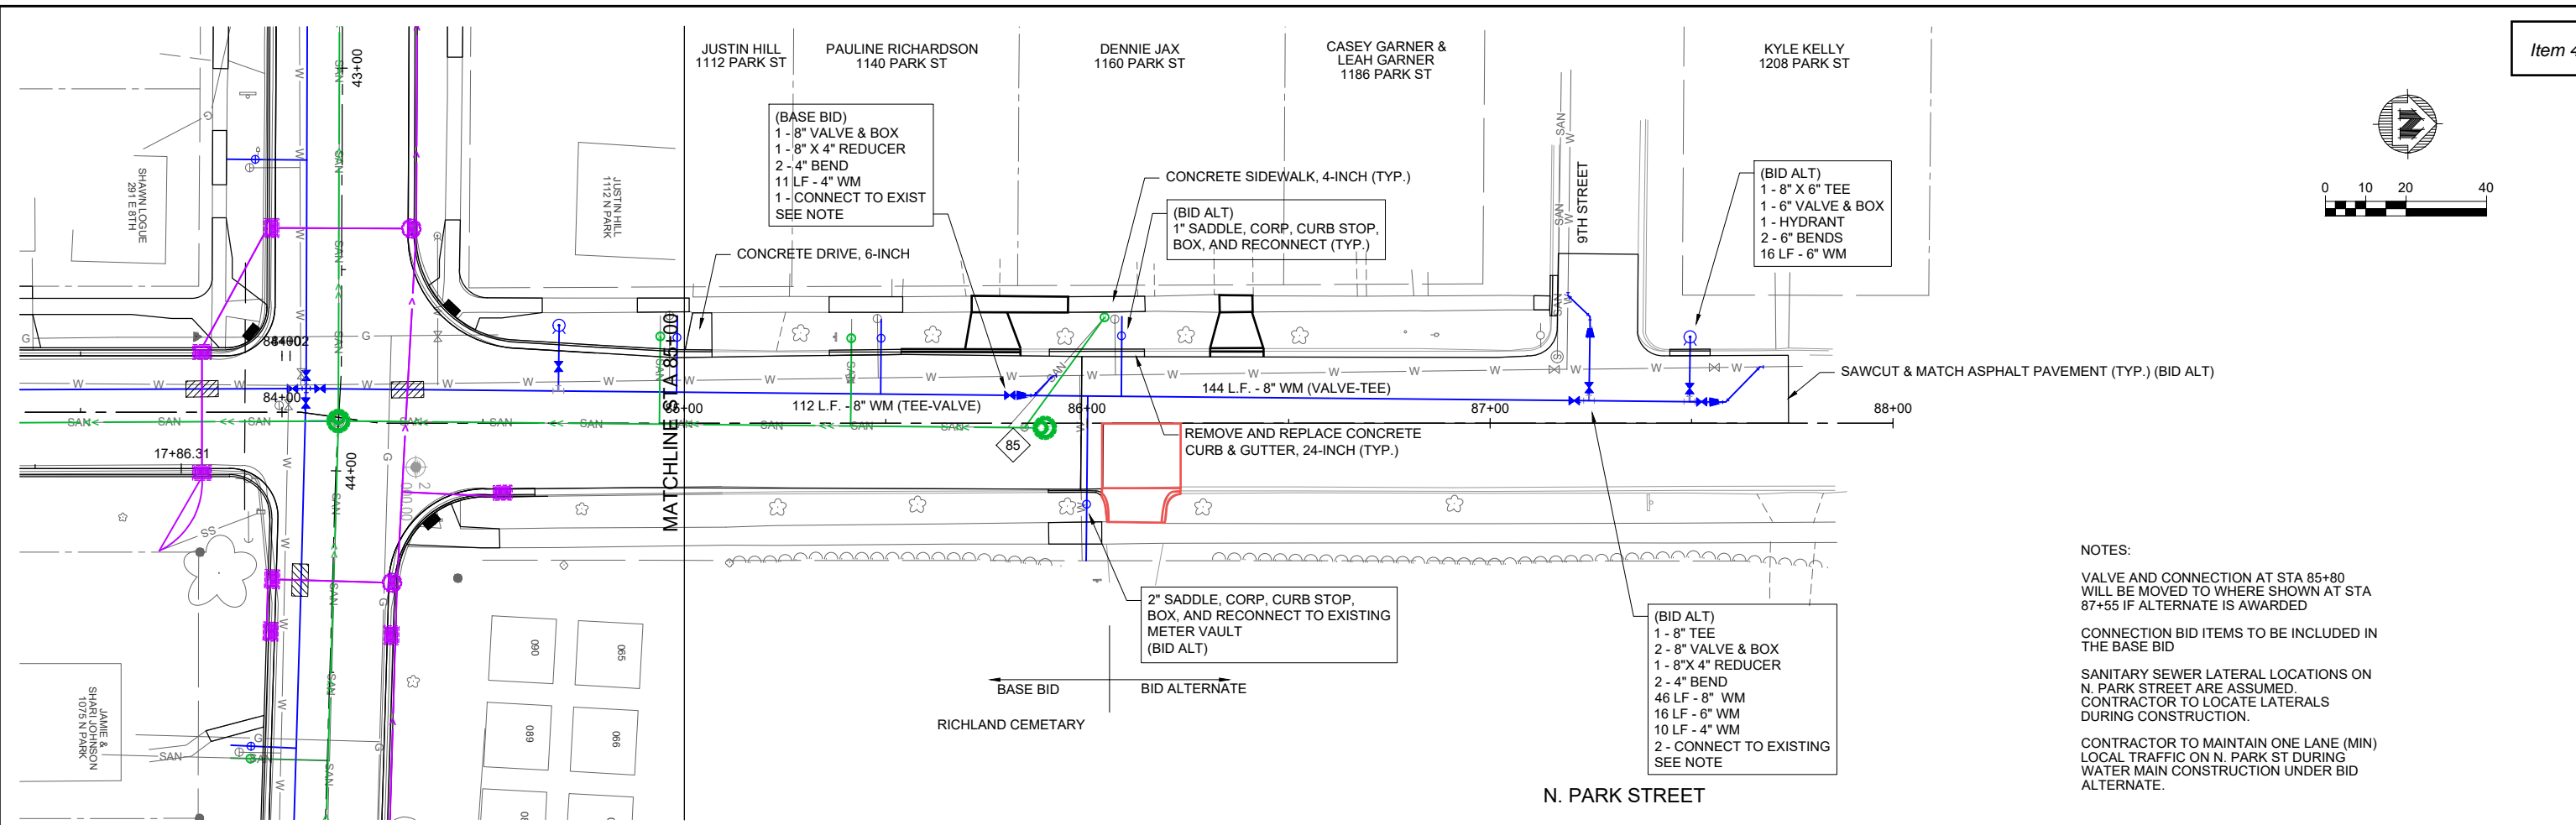 Item 4
JUSTIN HILL
1112 PARK ST
PAULINE RICHARDSON
1140 PARK ST
DENNIE JAX
1160 PARK ST
CASEY GARNER &
LEAH GARNER
1186 PARK ST
KYLE KELLY
1208 PARK ST
43+00
N
0 10 20 40
(BASE BID)
1 - 8" VALVE & BOX
1 - 8" X 4" REDUCER
2 - 4" BEND
11 LF - 4" WM
1 - CONNECT TO EXIST
SEE NOTE
CONCRETE SIDEWALK, 4-INCH (TYP.)
(BID ALT)
1" SADDLE, CORP, CURB STOP,
BOX, AND RECONNECT (TYP.)
CONCRETE DRIVE, 6-INCH
9TH STREET
(BID ALT)
1 - 8" X 6" TEE
1 - 6" VALVE & BOX
1 - HYDRANT
2 - 6" BENDS
16 LF - 6" WM
SHAWN LOGUE
291 E 8TH
JUSTIN HILL
1112 N PARK
MATCHLINE STA 85+00
84+00
85+00
86+00
87+00
88+00
112 L.F. - 8" WM (TEE-VALVE)
144 L.F. - 8" WM (VALVE-TEE)
SAWCUT & MATCH ASPHALT PAVEMENT (TYP.) (BID ALT)
85
REMOVE AND REPLACE CONCRETE
CURB & GUTTER, 24-INCH (TYP.)
17+86.31
44+00
2" SADDLE, CORP, CURB STOP,
BOX, AND RECONNECT TO EXISTING
METER VAULT
(BID ALT)
BASE BID
BID ALTERNATE
RICHLAND CEMETARY
(BID ALT)
1 - 8" TEE
2 - 8" VALVE & BOX
1 - 8"X 4" REDUCER
2 - 4" BEND
46 LF - 8" WM
16 LF - 6" WM
10 LF - 4" WM
2 - CONNECT TO EXISTING
SEE NOTE
N. PARK STREET
JAMIE &
SHARI JOHNSON
1075 N PARK
090
065
089
066
NOTES:
VALVE AND CONNECTION AT STA 85+80
WILL BE MOVED TO WHERE SHOWN AT STA
87+55 IF ALTERNATE IS AWARDED
CONNECTION BID ITEMS TO BE INCLUDED IN
THE BASE BID
SANITARY SEWER LATERAL LOCATIONS ON
N. PARK STREET ARE ASSUMED.
CONTRACTOR TO LOCATE LATERALS
DURING CONSTRUCTION.
CONTRACTOR TO MAINTAIN ONE LANE (MIN)
LOCAL TRAFFIC ON N. PARK ST DURING
WATER MAIN CONSTRUCTION UNDER BID
ALTERNATE.